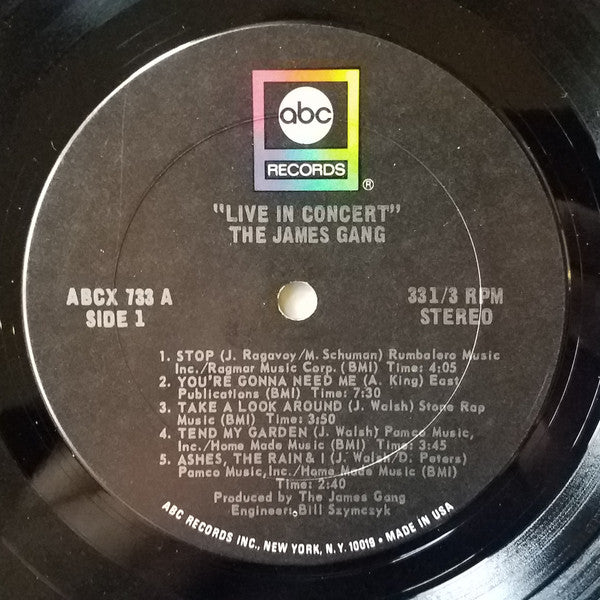 abc
RECORDS
®
"LIVE IN CONCERT"
THE JAMES GANG
ABCX 733 A
SIDE 1
33 1/3 RPM
STEREO
1. STOP (J. Ragavoy/M. Schuman) Rumbalero Music
Inc./Ragmar Music Corp. (BMI) Time: 4:05
2. YOU'RE GONNA NEED ME (A. King) East
Publications (BMI) Time: 7:30
3. TAKE A LOOK AROUND (J. Walsh) Stone Rap
Music (BMI) Time: 3:50
4. TEND MY GARDEN (J. Walsh) Pamco Music,
Inc./Home Made Music (BMI) Time: 3:45
5. ASHES, THE RAIN & I (J. Walsh/D. Peters)
Pamco Music, Inc./Home Made Music (BMI)
Time: 2:40
Produced by The James Gang
Engineer: Bill Szymczyk
ABC RECORDS INC., NEW YORK, N.Y. 10019 • MADE IN USA